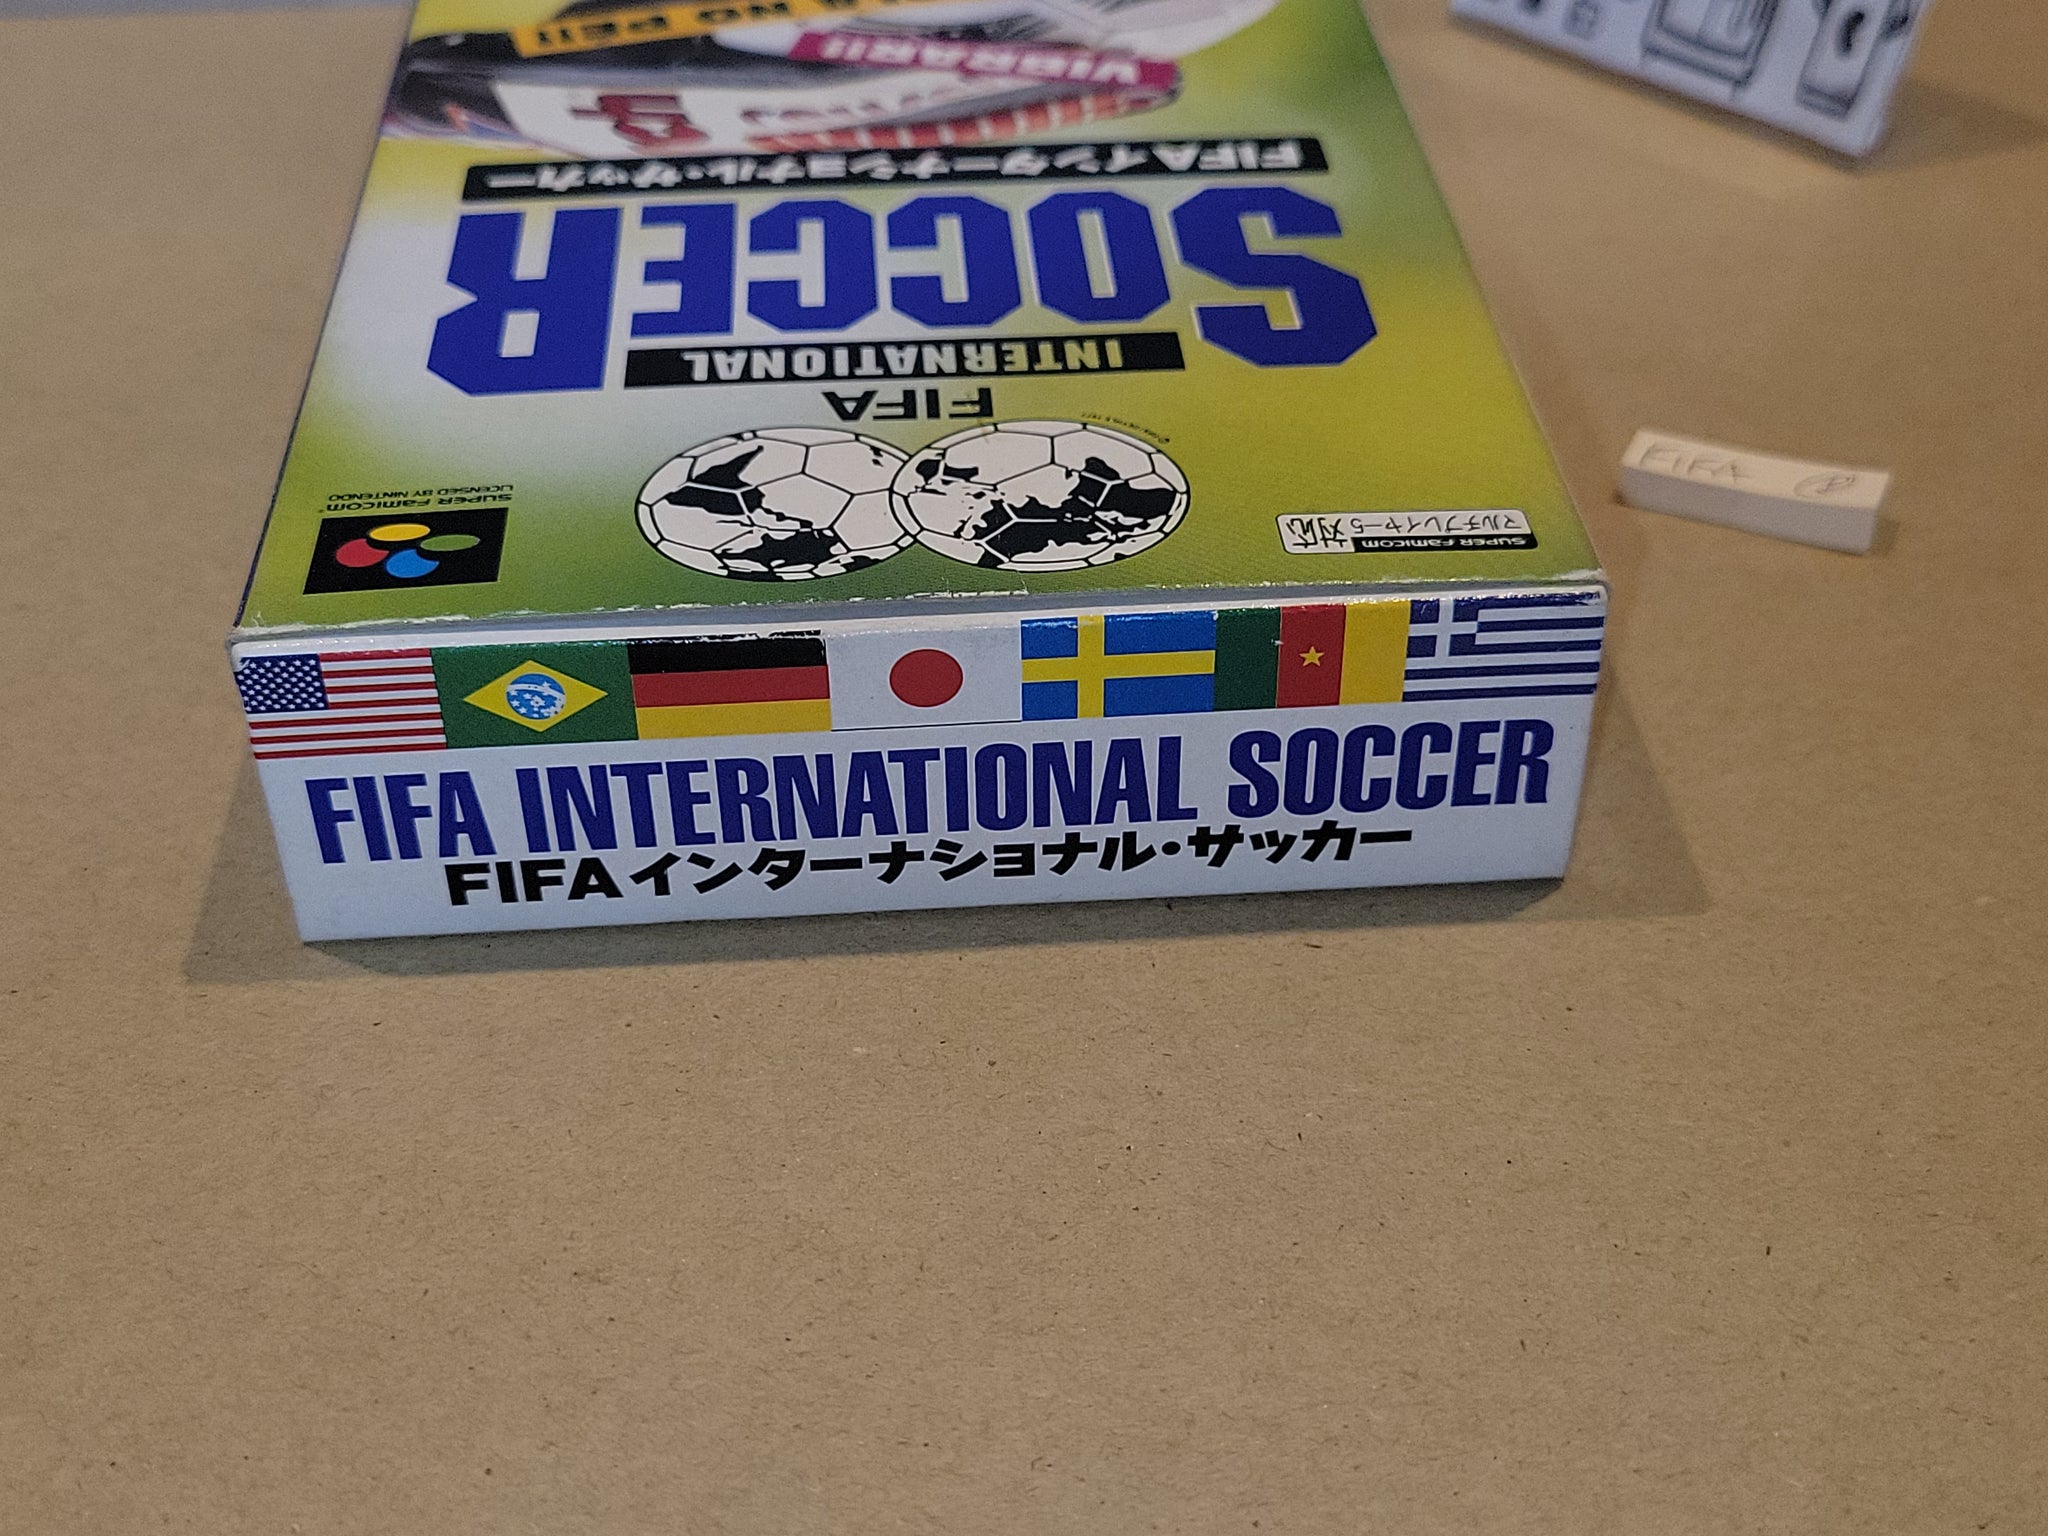 NO PE!!
VIBRAR!!
FIFAインターナショナル・サッカー
SOCCER
INTERNATIONAL
FIFA
SUPER FAMICOM
LICENSED BY NINTENDO
SUPER FAMICOM
マルチプレイヤー5
対応
FIFA
FIFA INTERNATIONAL SOCCER
FIFAインターナショナル・サッカー